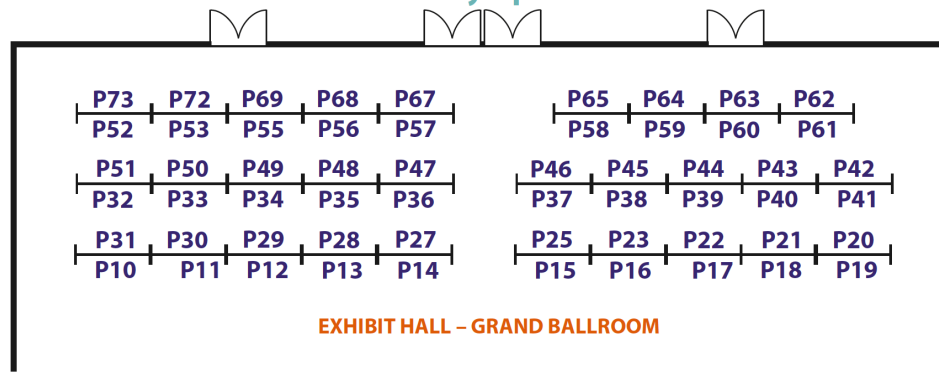 P73 P72 P69 P68 P67 P65 P64 P63 P62
P52 P53 P55 P56 P57 P58 P59 P60 P61
P51 P50 P49 P48 P47 P46 P45 P44 P43 P42
P32 P33 P34 P35 P36 P37 P38 P39 P40 P41
P31 P30 P29 P28 P27 P25 P23 P22 P21 P20
P10 P11 P12 P13 P14 P15 P16 P17 P18 P19
EXHIBIT HALL – GRAND BALLROOM